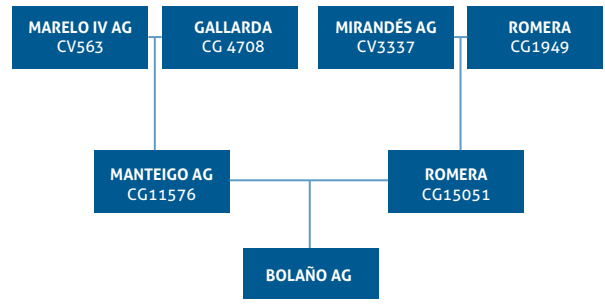 MARELO IV AG
CV563
GALLARDA
CG 4708
MIRANDÉS AG
CV3337
ROMERA
CG1949
MANTEIGO AG
CG11576
ROMERA
CG15051
BOLAÑO AG